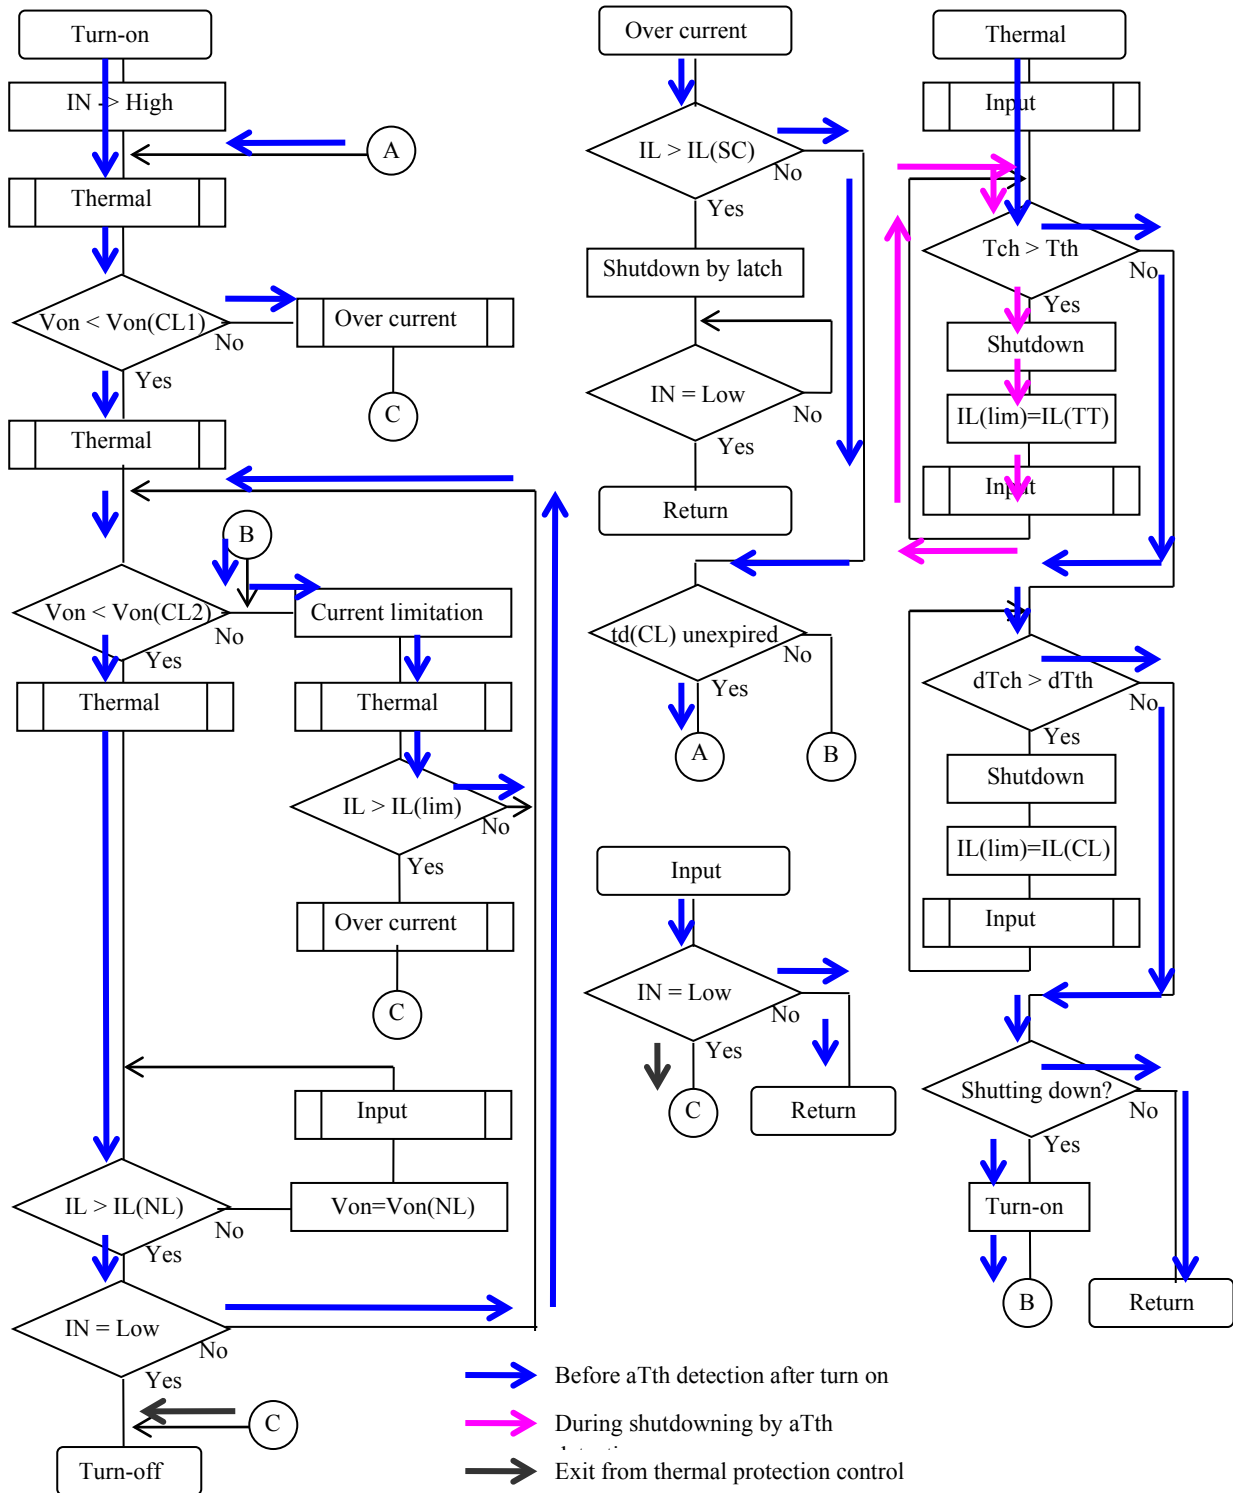 Turn-on
IN -> High
A
Thermal
Von < Von(CL1)
No
Yes
Over current
C
Thermal
B
Von < Von(CL2)
No
Yes
Current limitation
Thermal
Thermal
IL > IL(lim)
No
Yes
Over current
C
Input
Von=Von(NL)
IL > IL(NL)
No
Yes
IN = Low
No
Yes
C
Turn-off
Over current
IL > IL(SC)
No
Yes
Shutdown by latch
IN = Low
No
Yes
Return
td(CL) unexpired
No
Yes
A
B
Input
IN = Low
No
Yes
C
Return
Thermal
Input
Tch > Tth
No
Yes
Shutdown
IL(lim)=IL(TT)
Input
dTch > dTth
No
Yes
Shutdown
IL(lim)=IL(CL)
Input
Shutting down?
No
Yes
Turn-on
B
Return
Before aTth detection after turn on
During shutdowning by aTth
Exit from thermal protection control